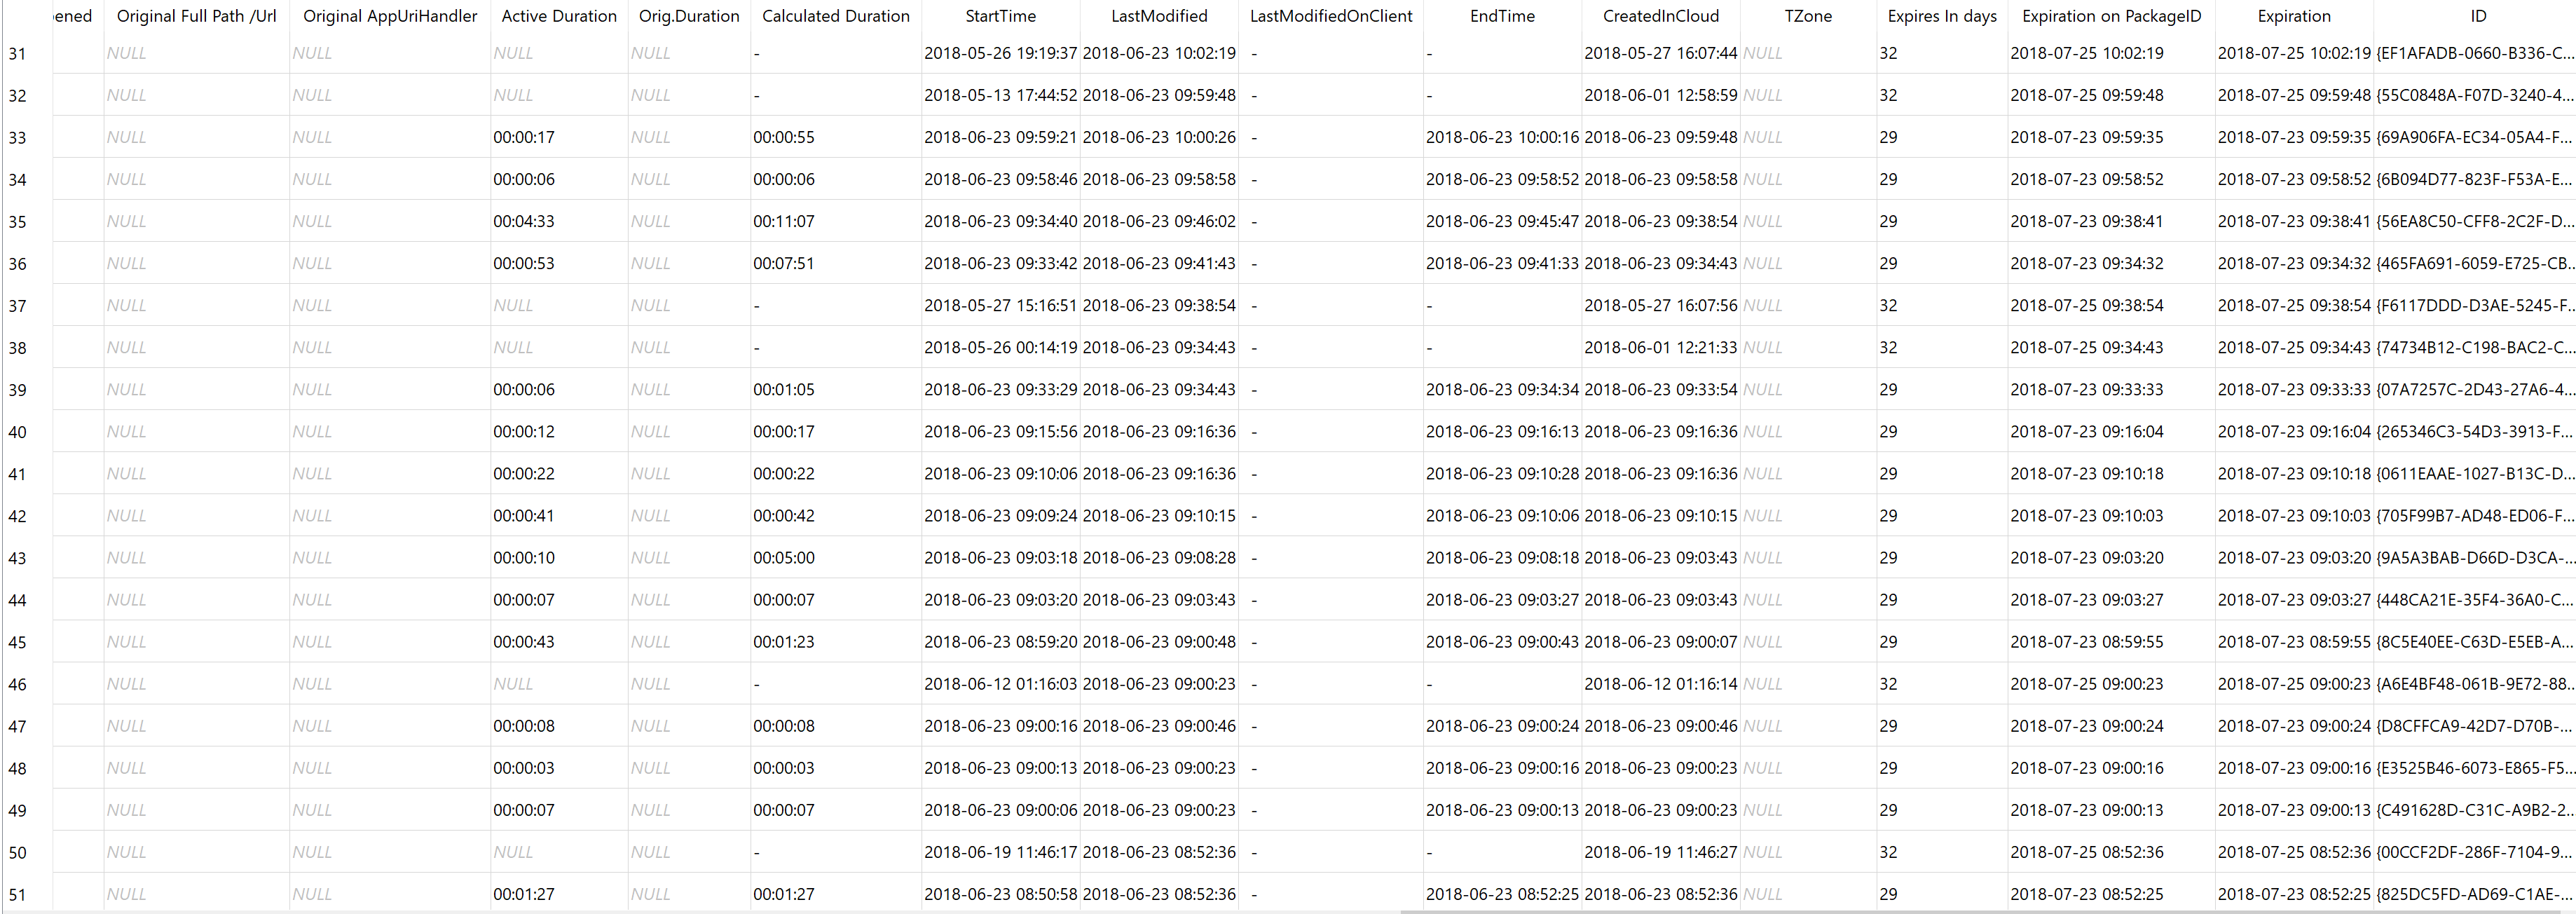 ened Original Full Path /Url Original AppUriHandler Active Duration Orig.Duration Calculated Duration StartTime LastModified LastModifiedOnClient EndTime CreatedInCloud TZone Expires In days Expiration on PackageID Expiration ID
31 NULL NULL NULL NULL - 2018-05-26 19:19:37 2018-06-23 10:02:19 - - 2018-05-27 16:07:44 NULL 32 2018-07-25 10:02:19 2018-07-25 10:02:19 {EF1AFADB-0660-B336-C...
32 NULL NULL NULL NULL - 2018-05-13 17:44:52 2018-06-23 09:59:48 - - 2018-06-01 12:58:59 NULL 32 2018-07-25 09:59:48 2018-07-25 09:59:48 {55C0848A-F07D-3240-4...
33 NULL NULL 00:00:17 NULL 00:00:55 2018-06-23 09:59:21 2018-06-23 10:00:26 - 2018-06-23 10:00:16 2018-06-23 09:59:48 NULL 29 2018-07-23 09:59:35 2018-07-23 09:59:35 {69A906FA-EC34-05A4-F...
34 NULL NULL 00:00:06 NULL 00:00:06 2018-06-23 09:58:46 2018-06-23 09:58:58 - 2018-06-23 09:58:52 2018-06-23 09:58:58 NULL 29 2018-07-23 09:58:52 2018-07-23 09:58:52 {6B094D77-823F-F53A-E...
35 NULL NULL 00:04:33 NULL 00:11:07 2018-06-23 09:34:40 2018-06-23 09:46:02 - 2018-06-23 09:45:47 2018-06-23 09:38:54 NULL 29 2018-07-23 09:38:41 2018-07-23 09:38:41 {56EA8C50-CFF8-2C2F-D...
36 NULL NULL 00:00:53 NULL 00:07:51 2018-06-23 09:33:42 2018-06-23 09:41:43 - 2018-06-23 09:41:33 2018-06-23 09:34:43 NULL 29 2018-07-23 09:34:32 2018-07-23 09:34:32 {465FA691-6059-E725-CB...
37 NULL NULL NULL NULL - 2018-05-27 15:16:51 2018-06-23 09:38:54 - - 2018-05-27 16:07:56 NULL 32 2018-07-25 09:38:54 2018-07-25 09:38:54 {F6117DDD-D3AE-5245-F...
38 NULL NULL NULL NULL - 2018-05-26 00:14:19 2018-06-23 09:34:43 - - 2018-06-01 12:21:33 NULL 32 2018-07-25 09:34:43 2018-07-25 09:34:43 {74734B12-C198-BAC2-C...
39 NULL NULL 00:00:06 NULL 00:01:05 2018-06-23 09:33:29 2018-06-23 09:34:43 - 2018-06-23 09:34:34 2018-06-23 09:33:54 NULL 29 2018-07-23 09:33:33 2018-07-23 09:33:33 {07A7257C-2D43-27A6-4...
40 NULL NULL 00:00:12 NULL 00:00:17 2018-06-23 09:15:56 2018-06-23 09:16:36 - 2018-06-23 09:16:13 2018-06-23 09:16:36 NULL 29 2018-07-23 09:16:04 2018-07-23 09:16:04 {265346C3-54D3-3913-F...
41 NULL NULL 00:00:22 NULL 00:00:22 2018-06-23 09:10:06 2018-06-23 09:16:36 - 2018-06-23 09:10:28 2018-06-23 09:16:36 NULL 29 2018-07-23 09:10:18 2018-07-23 09:10:18 {0611EAAE-1027-B13C-D...
42 NULL NULL 00:00:41 NULL 00:00:42 2018-06-23 09:09:24 2018-06-23 09:10:15 - 2018-06-23 09:10:06 2018-06-23 09:10:15 NULL 29 2018-07-23 09:10:03 2018-07-23 09:10:03 {705F99B7-AD48-ED06-F...
43 NULL NULL 00:00:10 NULL 00:05:00 2018-06-23 09:03:18 2018-06-23 09:08:28 - 2018-06-23 09:08:18 2018-06-23 09:03:43 NULL 29 2018-07-23 09:03:20 2018-07-23 09:03:20 {9A5A3BAB-D66D-D3CA-...
44 NULL NULL 00:00:07 NULL 00:00:07 2018-06-23 09:03:20 2018-06-23 09:03:43 - 2018-06-23 09:03:27 2018-06-23 09:03:43 NULL 29 2018-07-23 09:03:27 2018-07-23 09:03:27 {448CA21E-35F4-36A0-C...
45 NULL NULL 00:00:43 NULL 00:01:23 2018-06-23 08:59:20 2018-06-23 09:00:48 - 2018-06-23 09:00:43 2018-06-23 09:00:07 NULL 29 2018-07-23 08:59:55 2018-07-23 08:59:55 {8C5E40EE-C63D-E5EB-A...
46 NULL NULL NULL NULL - 2018-06-12 01:16:03 2018-06-23 09:00:23 - - 2018-06-12 01:16:14 NULL 32 2018-07-25 09:00:23 2018-07-25 09:00:23 {A6E4BF48-061B-9E72-88...
47 NULL NULL 00:00:08 NULL 00:00:08 2018-06-23 09:00:16 2018-06-23 09:00:46 - 2018-06-23 09:00:24 2018-06-23 09:00:46 NULL 29 2018-07-23 09:00:24 2018-07-23 09:00:24 {D8CFFCA9-42D7-D70B-...
48 NULL NULL 00:00:03 NULL 00:00:03 2018-06-23 09:00:13 2018-06-23 09:00:23 - 2018-06-23 09:00:16 2018-06-23 09:00:23 NULL 29 2018-07-23 09:00:16 2018-07-23 09:00:16 {E3525B46-6073-E865-F5...
49 NULL NULL 00:00:07 NULL 00:00:07 2018-06-23 09:00:06 2018-06-23 09:00:23 - 2018-06-23 09:00:13 2018-06-23 09:00:23 NULL 29 2018-07-23 09:00:13 2018-07-23 09:00:13 {C491628D-C31C-A9B2-2...
50 NULL NULL NULL NULL - 2018-06-19 11:46:17 2018-06-23 08:52:36 - - 2018-06-19 11:46:27 NULL 32 2018-07-25 08:52:36 2018-07-25 08:52:36 {00CCF2DF-286F-7104-9...
51 NULL NULL 00:01:27 NULL 00:01:27 2018-06-23 08:50:58 2018-06-23 08:52:36 - 2018-06-23 08:52:25 2018-06-23 08:52:36 NULL 29 2018-07-23 08:52:25 2018-07-23 08:52:25 {825DC5FD-AD69-C1AE-...